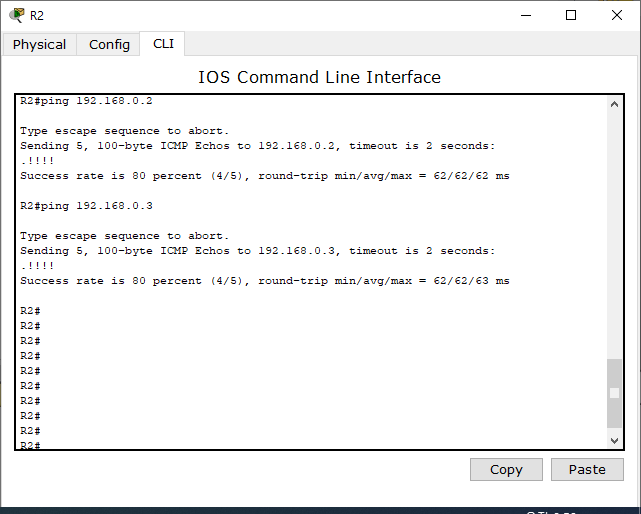 R2
Physical Config CLI
IOS Command Line Interface
R2#ping 192.168.0.2
Type escape sequence to abort.
Sending 5, 100-byte ICMP Echos to 192.168.0.2, timeout is 2 seconds:
.!!!!
Success rate is 80 percent (4/5), round-trip min/avg/max = 62/62/62 ms
R2#ping 192.168.0.3
Type escape sequence to abort.
Sending 5, 100-byte ICMP Echos to 192.168.0.3, timeout is 2 seconds:
.!!!!
Success rate is 80 percent (4/5), round-trip min/avg/max = 62/62/63 ms
R2#
R2#
R2#
R2#
R2#
R2#
R2#
R2#
R2#
R2#
Copy Paste